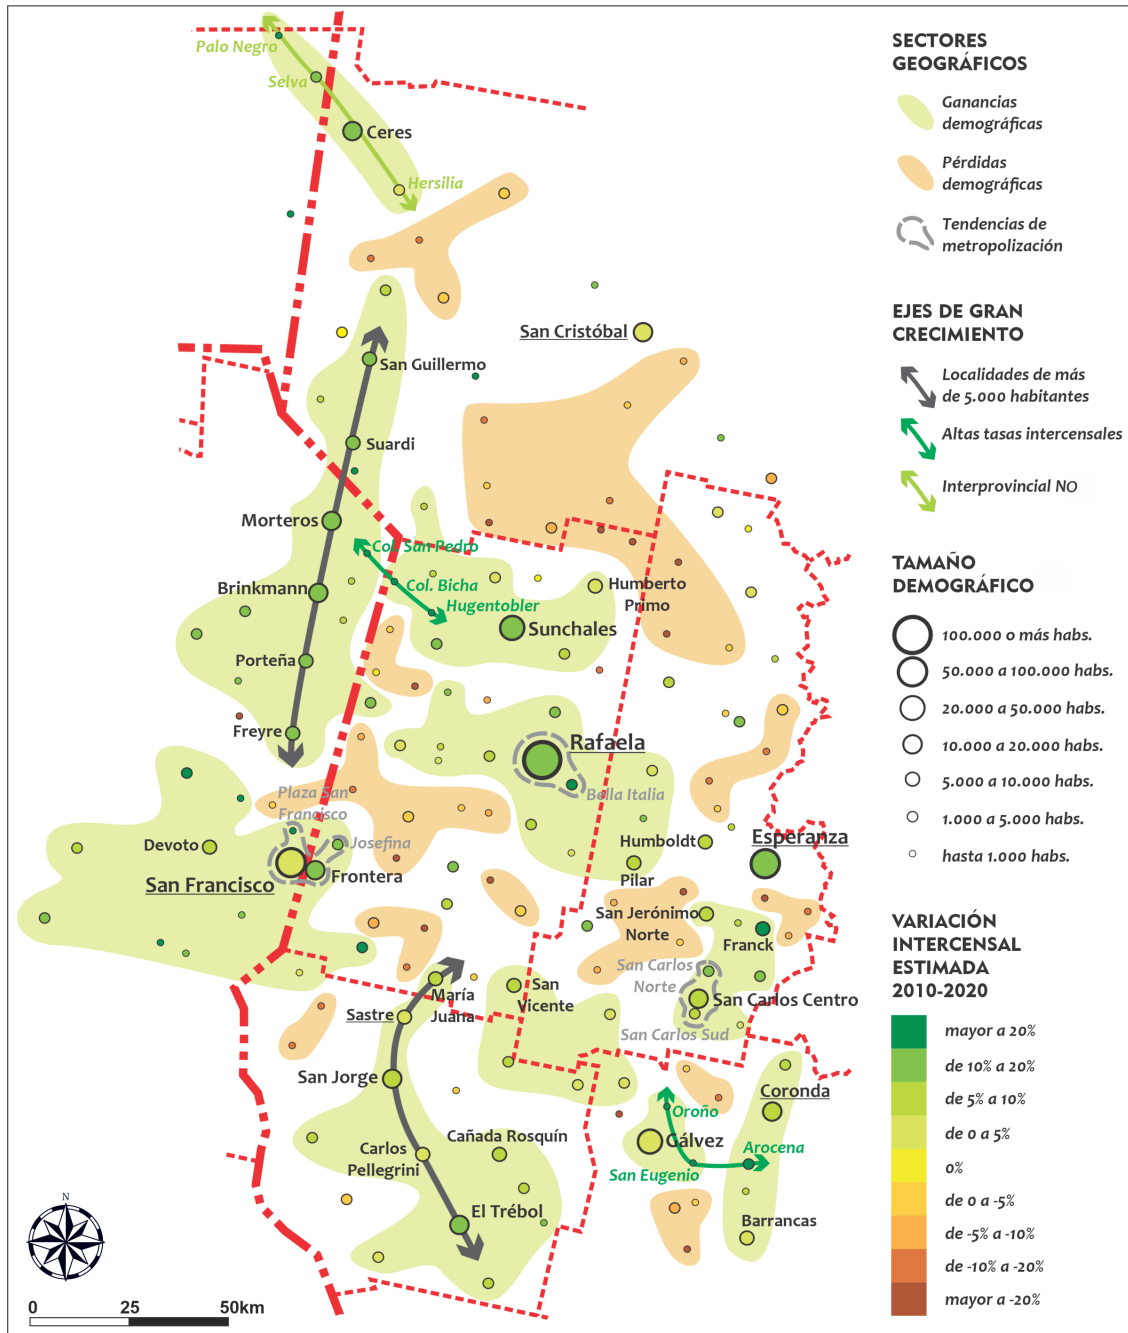 Palo Negro
Selva
Ceres
Hersilia
San Cristóbal
San Guillermo
Suardi
Morteros
Col. San Pedro
Col. Bicha
Hugentobler
Brinkmann
Humberto
Primo
Sunchales
Porteña
Freyre
Rafaela
Bella Italia
Plaza San
Francisco
Josefina
Devoto
San Francisco
Frontera
Humboldt
Pilar
Esperanza
San Jerónimo
Norte
Franck
San Carlos
Norte
San Carlos Centro
San Carlos Sud
María
Juana
San
Vicente
Sastre
San Jorge
Carlos
Pellegrini
Cañada Rosquín
El Trébol
Oroño
Gálvez
San Eugenio
Coronda
Arocena
Barrancas
N
0
25
50km
SECTORES
GEOGRÁFICOS
Ganancias
demográficas
Pérdidas
demográficas
Tendencias de
metropolización
EJES DE GRAN
CRECIMIENTO
Localidades de más
de 5.000 habitantes
Altas tasas intercensales
Interprovincial NO
TAMAÑO
DEMOGRÁFICO
100.000 o más habs.
50.000 a 100.000 habs.
20.000 a 50.000 habs.
10.000 a 20.000 habs.
5.000 a 10.000 habs.
1.000 a 5.000 habs.
hasta 1.000 habs.
VARIACIÓN
INTERCENSAL
ESTIMADA
2010-2020
mayor a 20%
de 10% a 20%
de 5% a 10%
de 0 a 5%
0%
de 0 a -5%
de -5% a -10%
de -10% a -20%
mayor a -20%